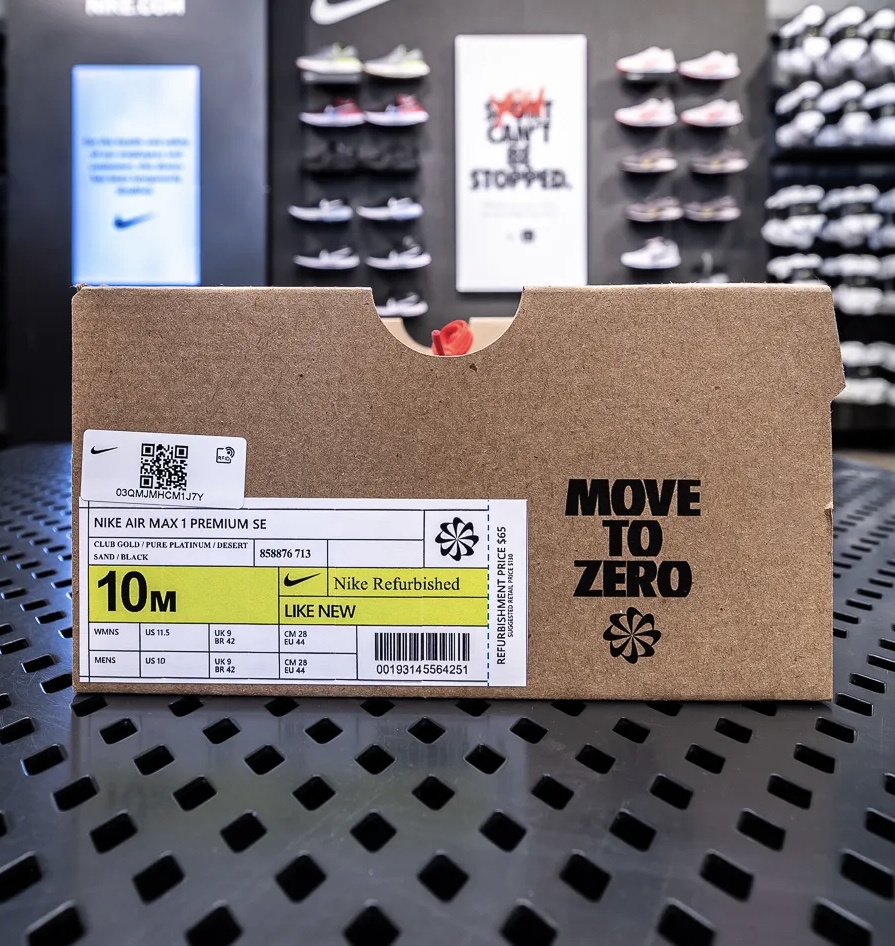 NIKE.COM
YOU
CAN'T
BE
STOPPED.
RFID
03QMJMHCM1J7Y
NIKE AIR MAX 1 PREMIUM SE
CLUB GOLD / PURE PLATINUM / DESERT
SAND / BLACK
858876 713
10M
Nike Refurbished
LIKE NEW
WMNS US 11.5 UK 9 CM 28
BR 42 EU 44
MENS US 10 UK 9 CM 28
BR 42 EU 44
00193145564251
REFURBISHMENT PRICE $65
SUGGESTED RETAIL PRICE $130
MOVE
TO
ZERO